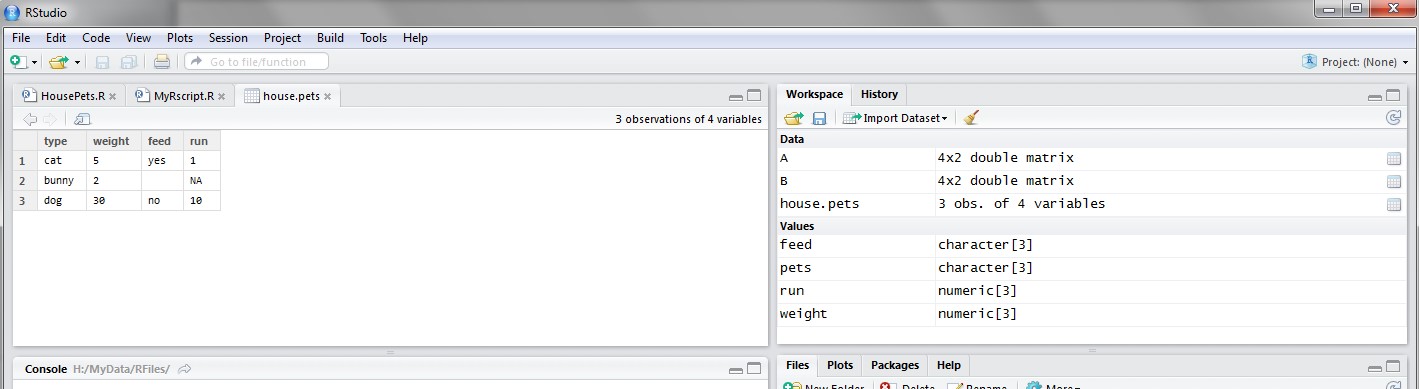 RStudio
File Edit Code View Plots Session Project Build Tools Help
Go to file/function
Project: (None)
HousePets.R
MyRscript.R
house.pets
3 observations of 4 variables
type weight feed run
1 cat 5 yes 1
2 bunny 2 NA
3 dog 30 no 10
Console H:/MyData/RFiles/
Workspace History
Import Dataset
Data
A 4x2 double matrix
B 4x2 double matrix
house.pets 3 obs. of 4 variables
Values
feed character[3]
pets character[3]
run numeric[3]
weight numeric[3]
Files Plots Packages Help
New Folder Delete Rename More